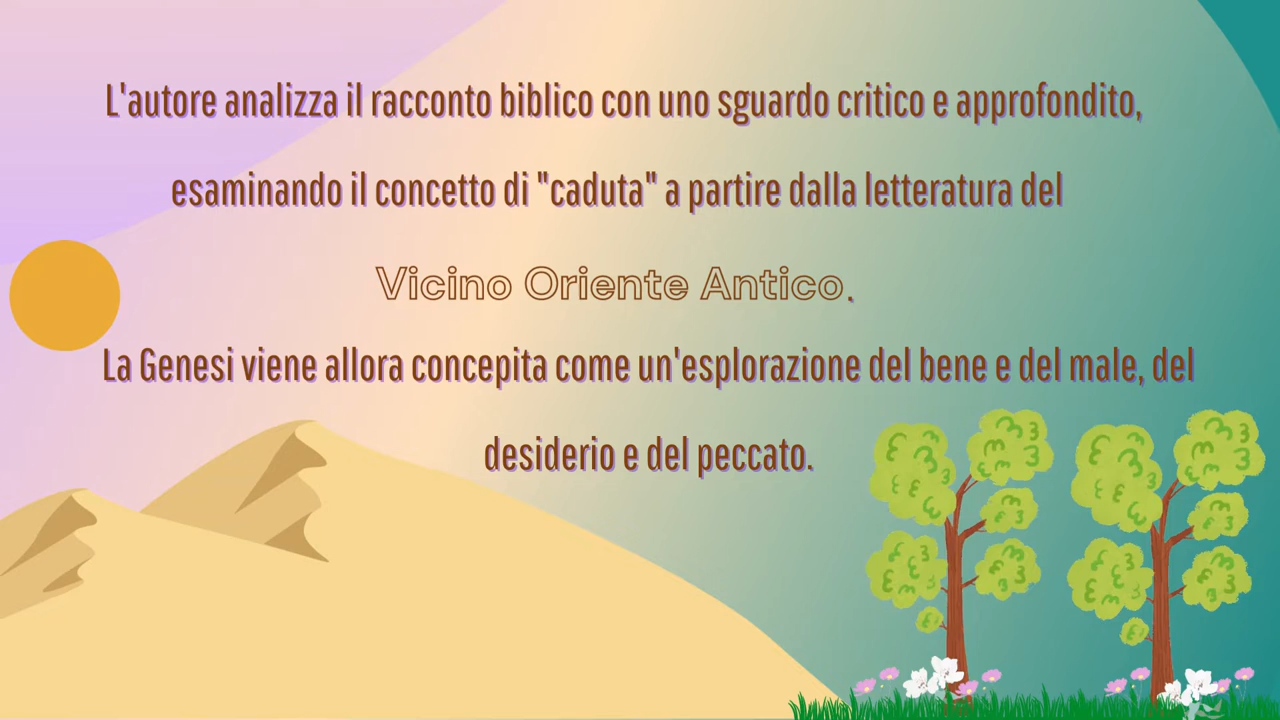 L'autore analizza il racconto biblico con uno sguardo critico e approfondito,
esaminando il concetto di "caduta" a partire dalla letteratura del
Vicino Oriente Antico.
La Genesi viene allora concepita come un'esplorazione del bene e del male, del
desiderio e del peccato.